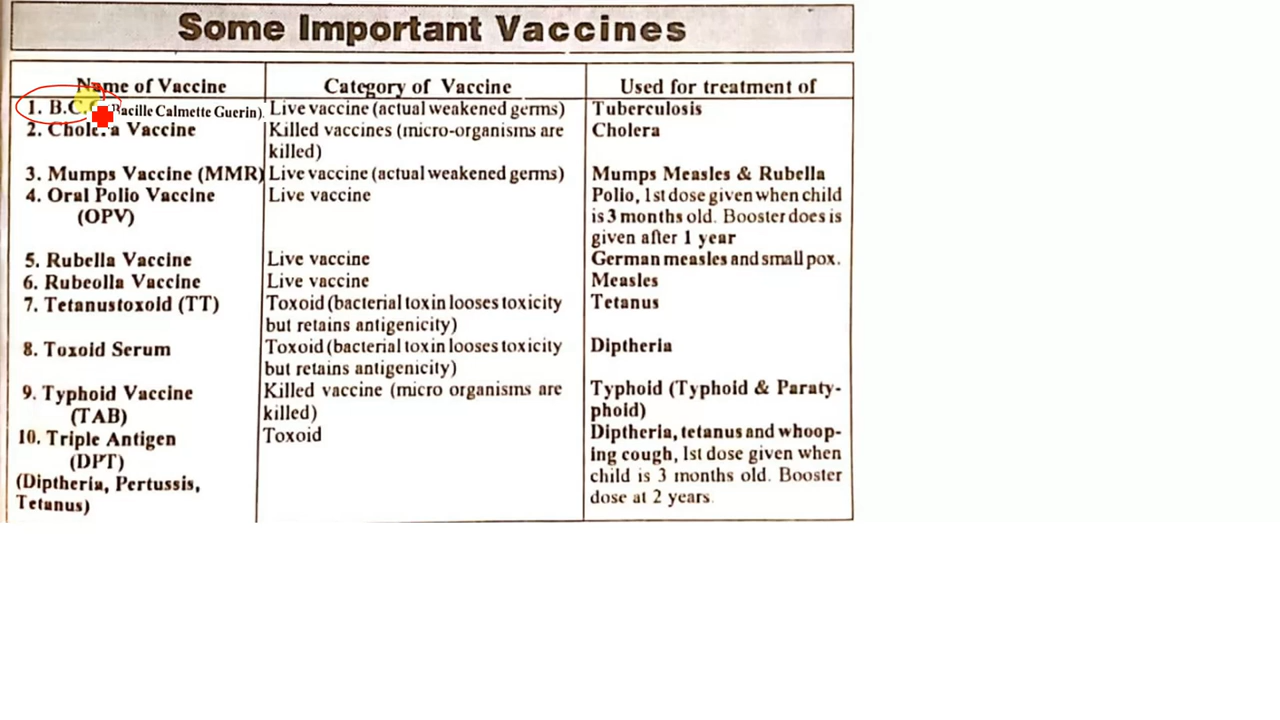 Some Important Vaccines
Name of Vaccine Category of Vaccine Used for treatment of
1. B.C. Bacille Calmette Guerin). Live vaccine (actual weakened germs) Tuberculosis
2. Cholera Vaccine Killed vaccines (micro-organisms are Cholera
killed)
3. Mumps Vaccine (MMR) Live vaccine (actual weakened germs) Mumps Measles & Rubella
4. Oral Polio Vaccine Live vaccine Polio, 1st dose given when child
(OPV) is 3 months old. Booster does is
given after 1 year
5. Rubella Vaccine Live vaccine German measles and small pox.
6. Rubeolla Vaccine Live vaccine Measles
7. Tetanustoxoid (TT) Toxoid (bacterial toxin looses toxicity Tetanus
but retains antigenicity)
8. Toxoid Serum Toxoid (bacterial toxin looses toxicity Diptheria
but retains antigenicity)
9. Typhoid Vaccine Killed vaccine (micro organisms are Typhoid (Typhoid & Paraty-
(TAB) killed) phoid)
10. Triple Antigen Toxoid Diptheria, tetanus and whoop-
(DPT) ing cough, 1st dose given when
(Diptheria, Pertussis, child is 3 months old. Booster
Tetanus) dose at 2 years.